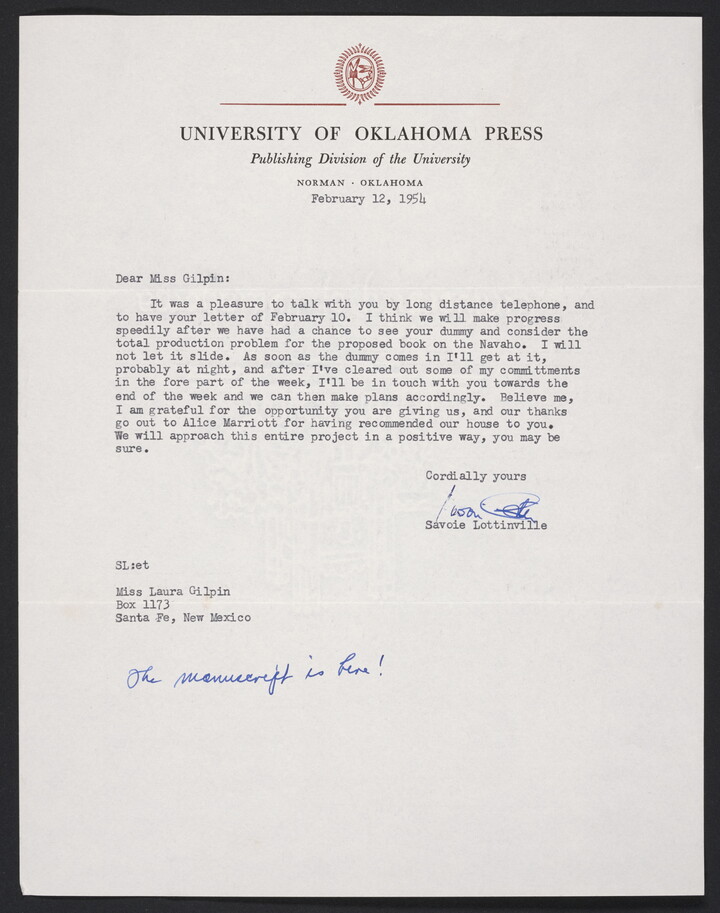 UNIVERSITY OF OKLAHOMA PRESS
Publishing Division of the University
NORMAN · OKLAHOMA
February 12, 1954
Dear Miss Gilpin:
It was a pleasure to talk with you by long distance telephone, and
to have your letter of February 10. I think we will make progress
speedily after we have had a chance to see your dummy and consider the
total production problem for the proposed book on the Navaho. I will
not let it slide. As soon as the dummy comes in I'll get at it,
probably at night, and after I've cleared out some of my committments
in the fore part of the week, I'll be in touch with you towards the
end of the week and we can then make plans accordingly. Believe me,
I am grateful for the opportunity you are giving us, and our thanks
go out to Alice Marriott for having recommended our house to you.
We will approach this entire project in a positive way, you may be
sure.
Cordially yours
Savoie Lottinville
SL:et
Miss Laura Gilpin
Box 1173
Santa Fe, New Mexico
The manuscript is here!